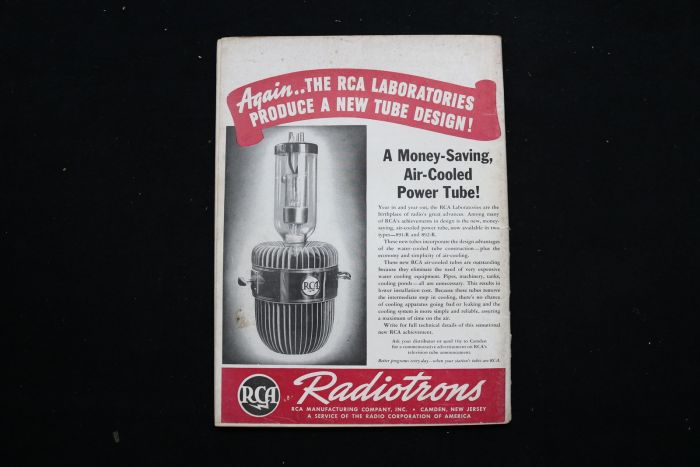 Again..THE RCA LABORATORIES
PRODUCE A NEW TUBE DESIGN!
A Money-Saving,
Air-Cooled
Power Tube!
Year in and year out, the RCA Laboratories are the
birthplace of radio's great advances. Among many
of RCA's achievements in design is the new, money-
saving, air-cooled power tube, now available in two
types—891-R and 892-R.
These new tubes incorporate the design advantages
of the water-cooled tube construction—plus the
economy and simplicity of air-cooling.
These new RCA air-cooled tubes are outstanding
because they eliminate the need of very expensive
water cooling equipment. Pipes, machinery, tanks,
cooling ponds—all are unnecessary. This results in
lower installation cost. Because these tubes remove
the intermediate step in cooling, there's no chance
of cooling apparatus going bad or leaking and the
cooling system is more simple and reliable, assuring
a maximum of time on the air.
Write for full technical details of this sensational
new RCA achievement.
Ask your distributor or send 10¢ to Camden
for a commemorative advertisement on RCA's
television tube announcement.
Better programs every day—when your station's tubes are RCA.
RCA
RCA
Radiotrons
RCA MANUFACTURING COMPANY, INC. • CAMDEN, NEW JERSEY
A SERVICE OF THE RADIO CORPORATION OF AMERICA